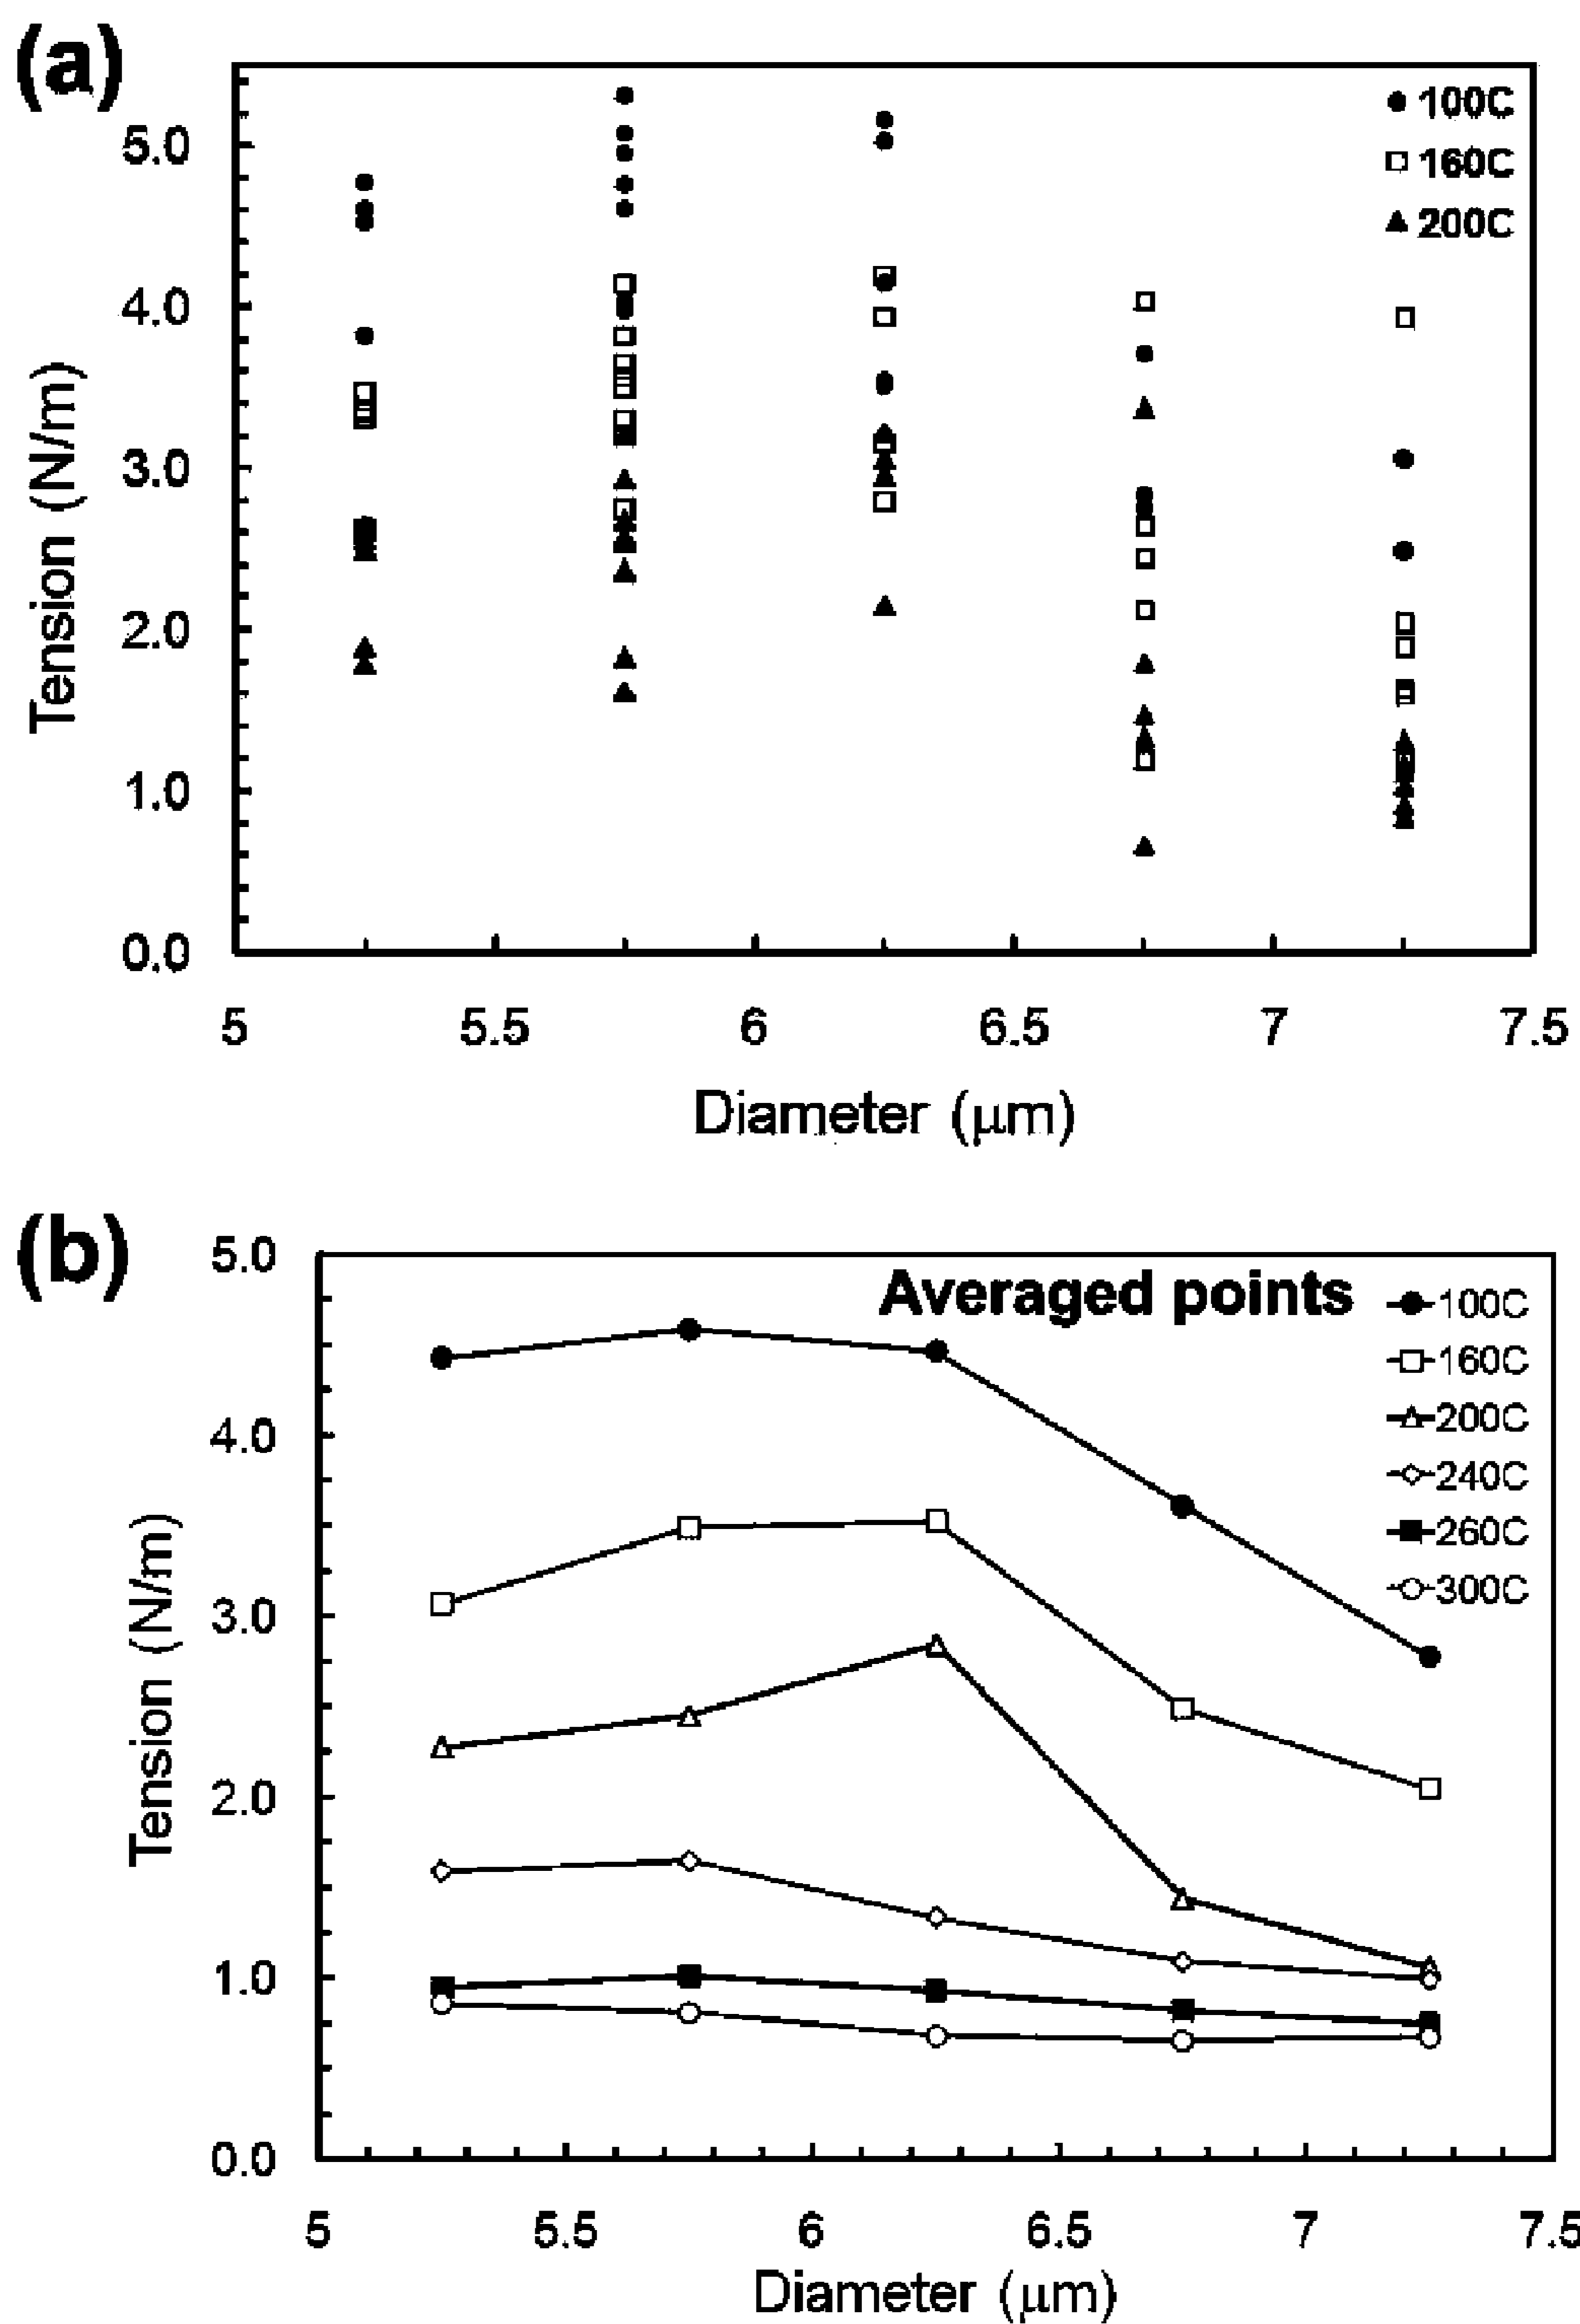 (a)
100C
160C
200C
5.0
4.0
3.0
2.0
1.0
0.0
Tension (N/m)
5 5.5 6 6.5 7 7.5
Diameter (μm)
(b)
Averaged points
100C
160C
200C
240C
260C
300C
5.0
4.0
3.0
2.0
1.0
0.0
Tension (N/m)
5 5.5 6 6.5 7 7.5
Diameter (μm)